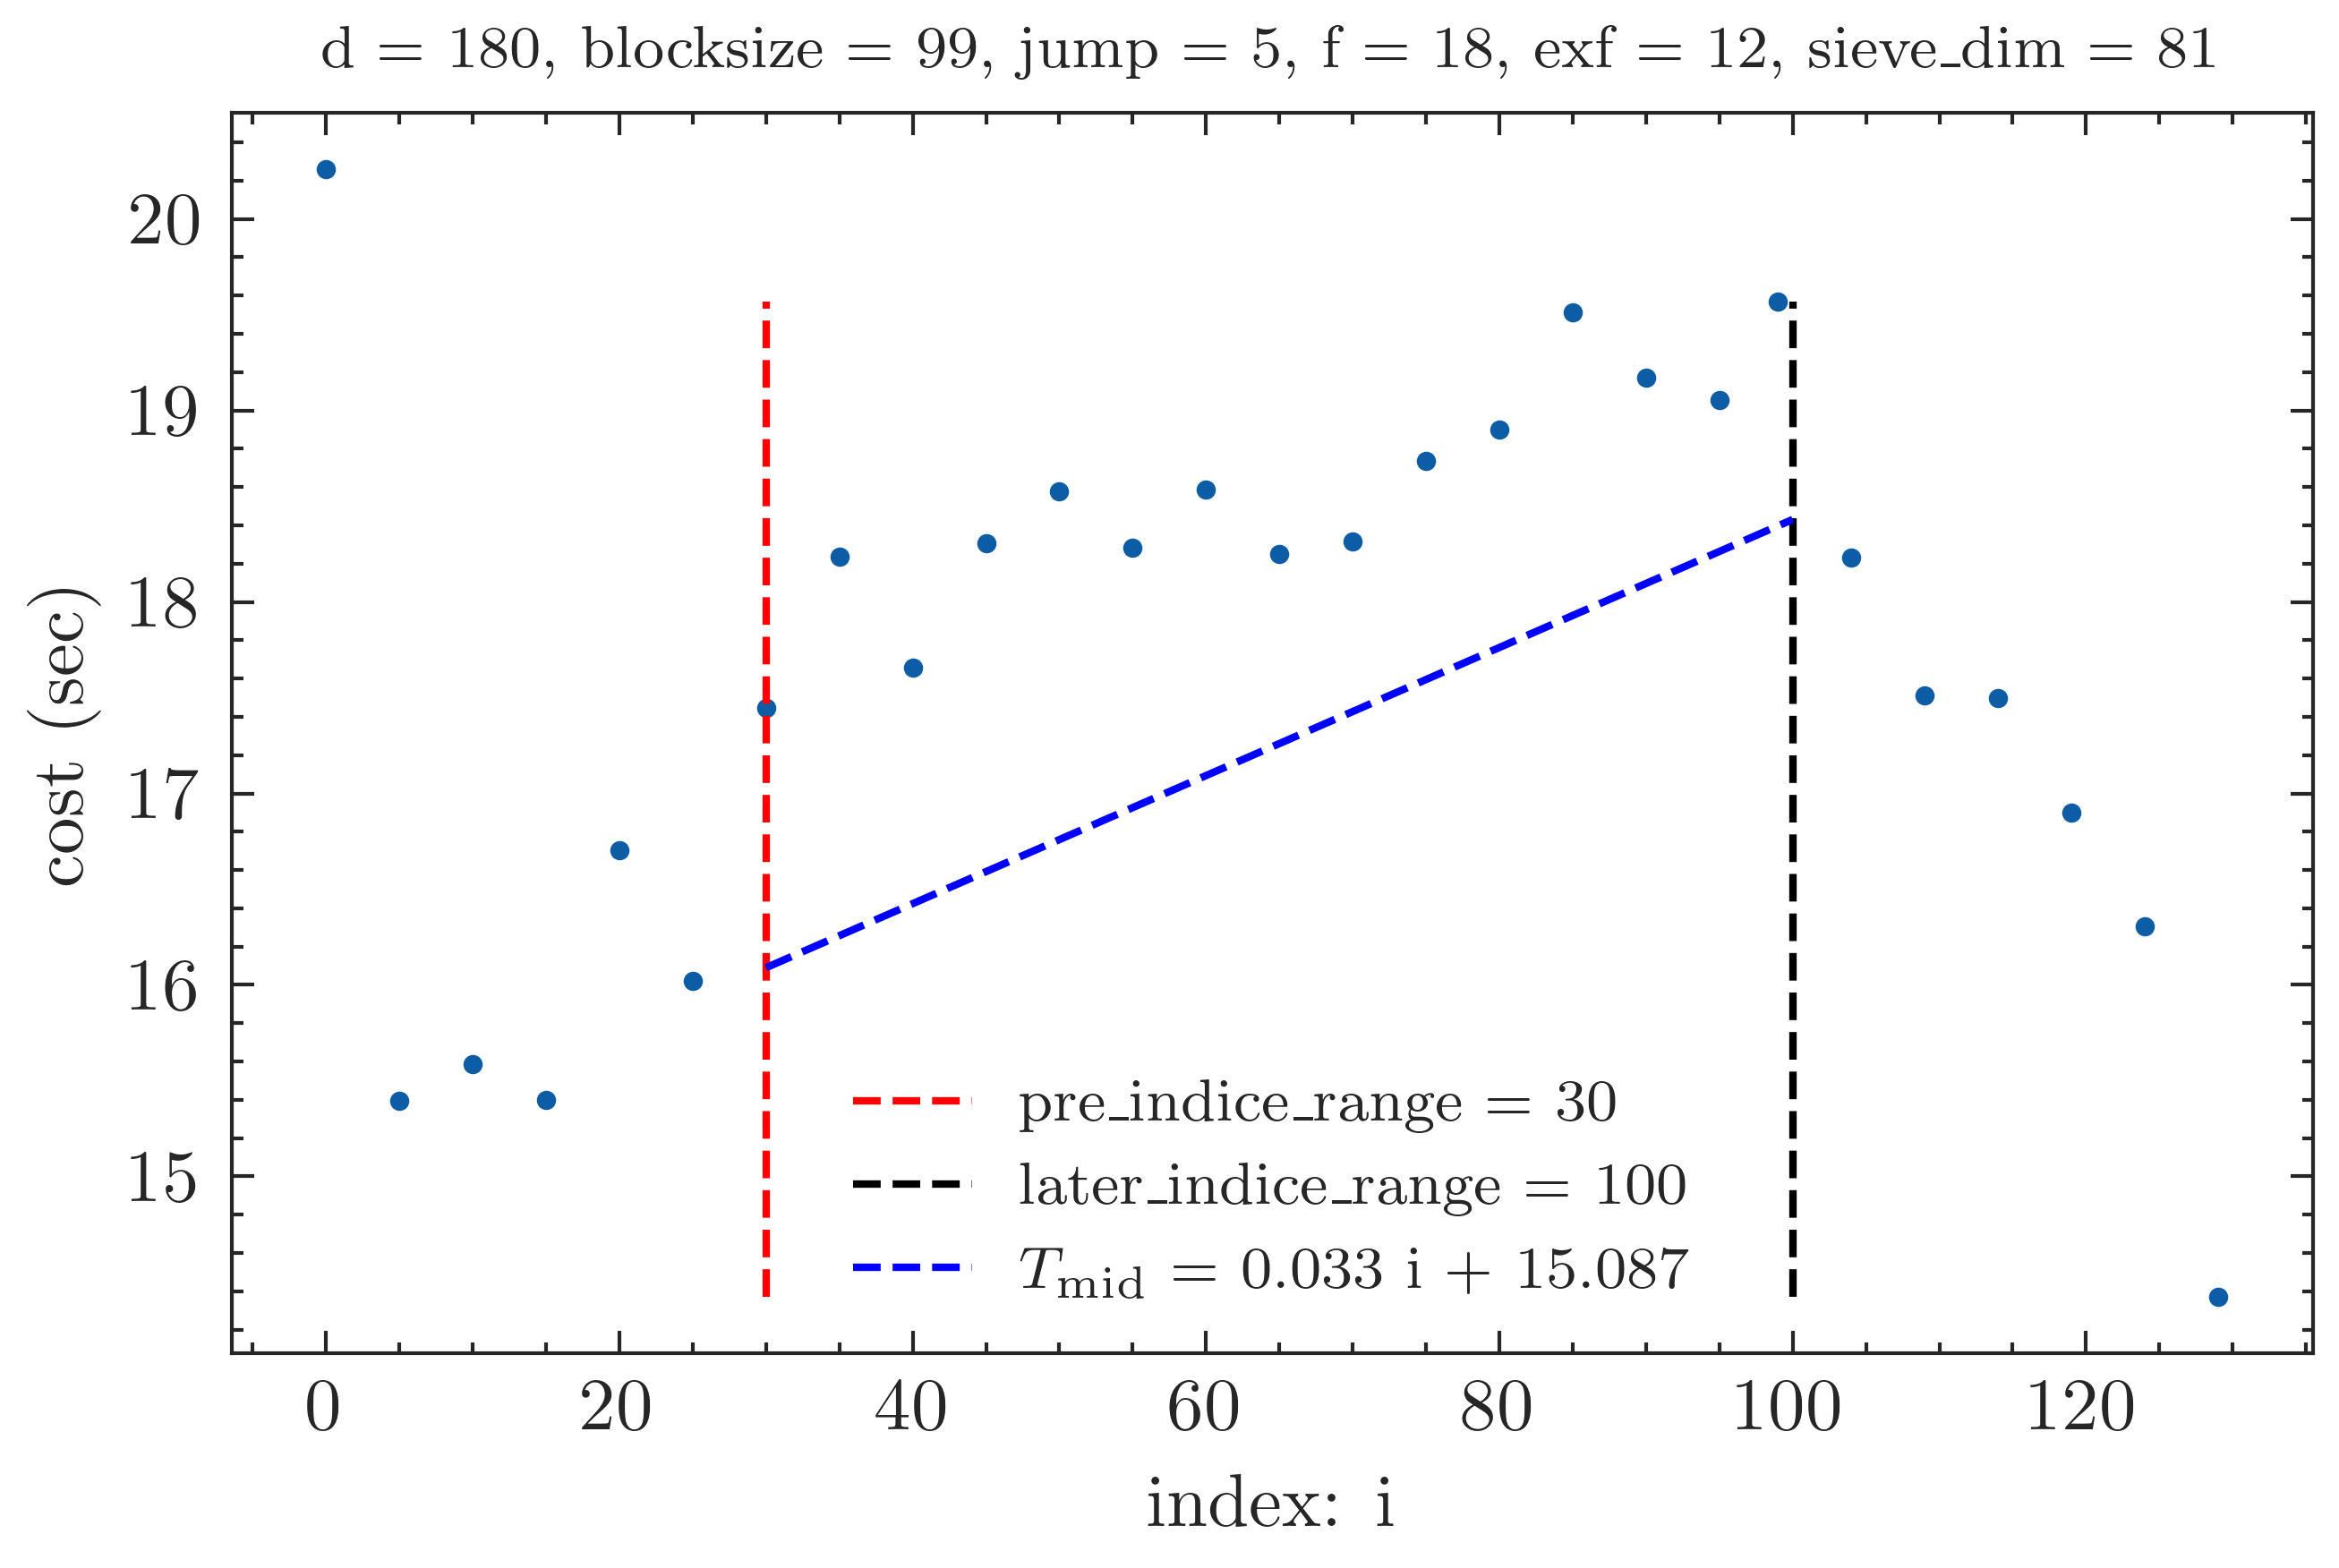 d = 180, blocksize = 99, jump = 5, f = 18, exf = 12, sieve_dim = 81
20
19
18
17
16
15
cost (sec)
pre_indice_range = 30
later_indice_range = 100
T_mid = 0.033 i + 15.087
0 20 40 60 80 100 120
index: i